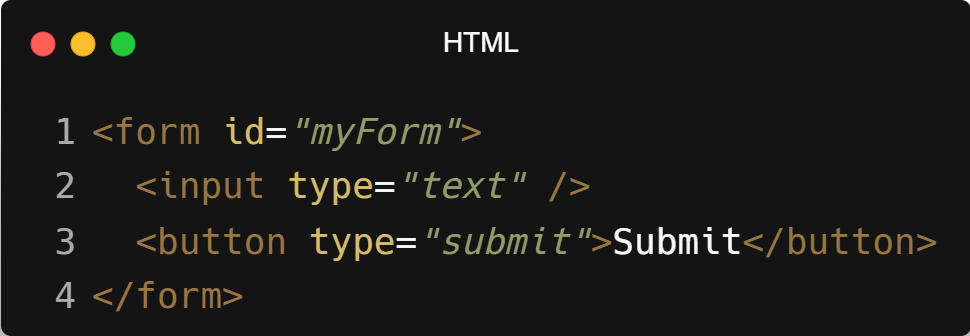 HTML
1 <form id="myForm">
2   <input type="text" />
3   <button type="submit">Submit</button>
4 </form>